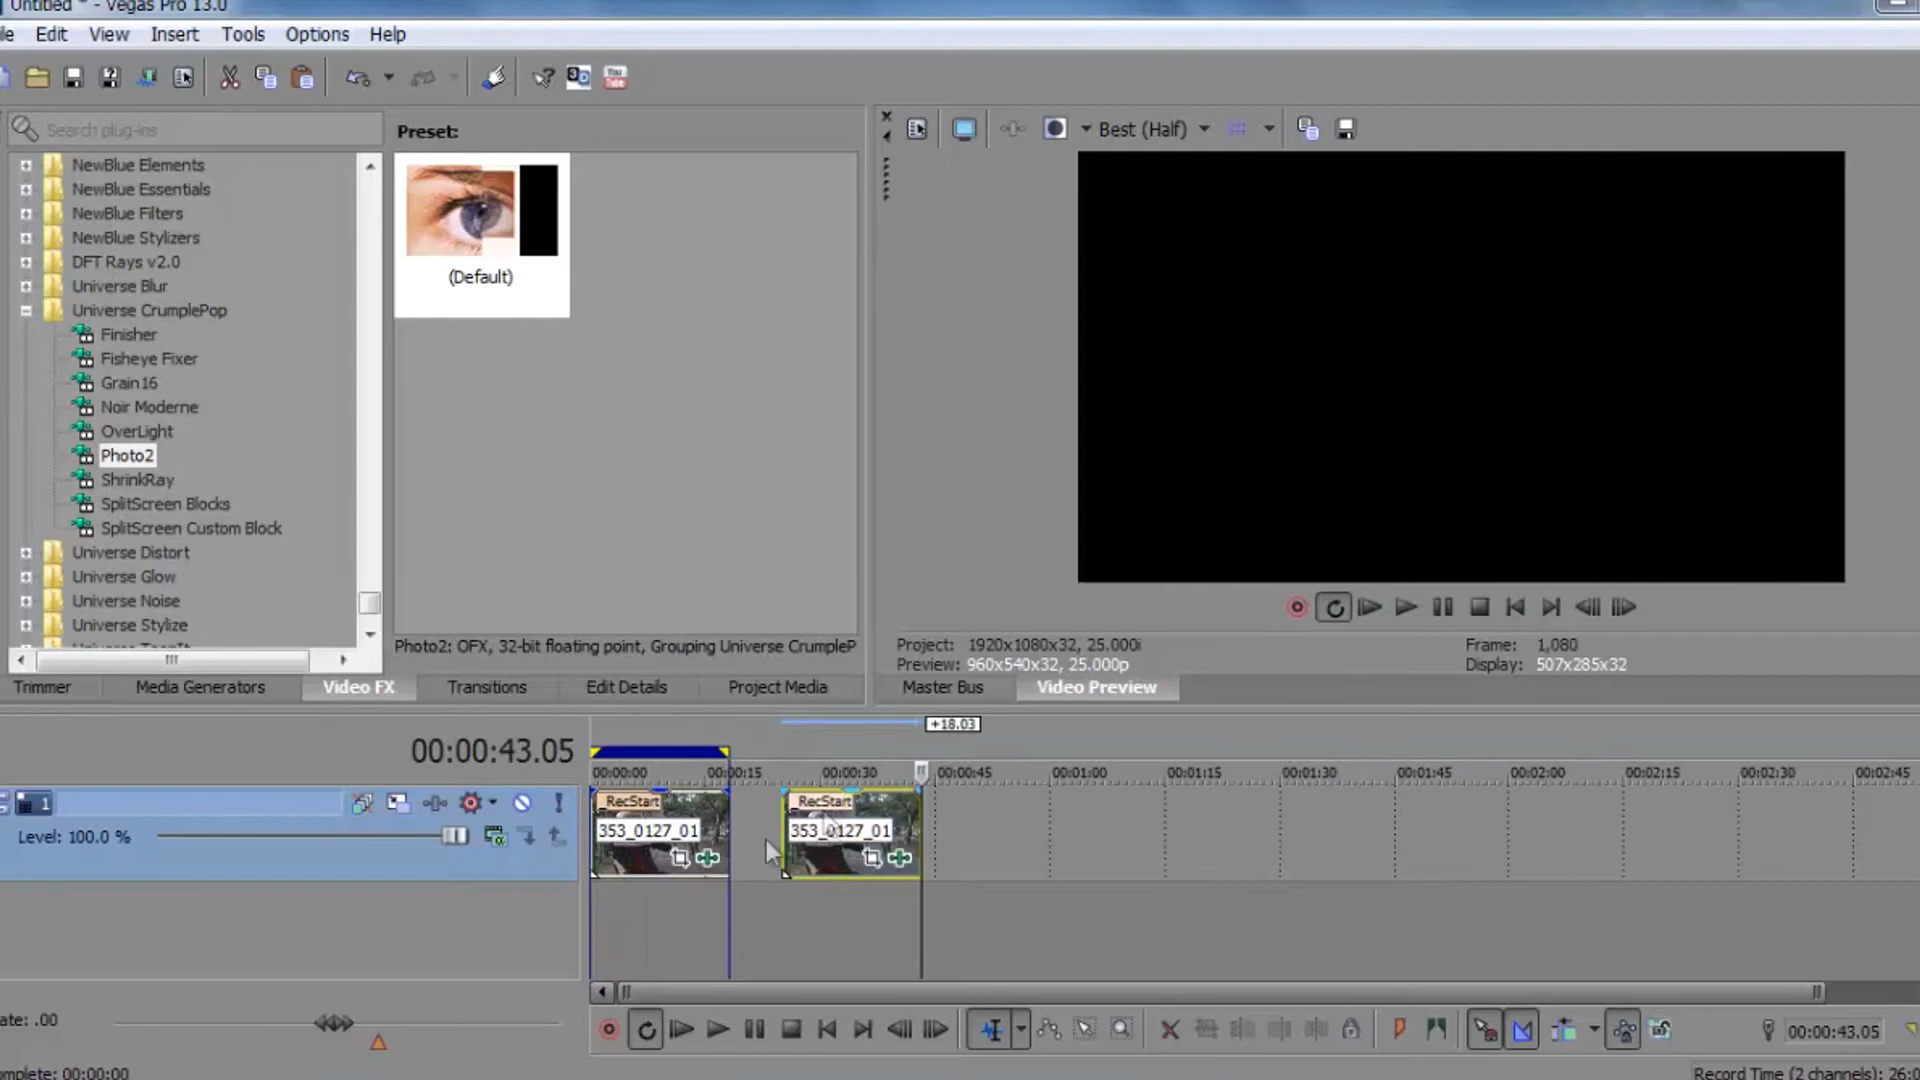 Untitled * - Vegas Pro 13.0
le Edit View Insert Tools Options Help
Search plug-ins
Preset:
Best (Half)
NewBlue Elements
NewBlue Essentials
NewBlue Filters
NewBlue Stylizers
DFT Rays v2.0
Universe Blur
Universe CrumplePop
Finisher
Fisheye Fixer
Grain16
Noir Moderne
OverLight
Photo2
ShrinkRay
SplitScreen Blocks
SplitScreen Custom Block
Universe Distort
Universe Glow
Universe Noise
Universe Stylize
(Default)
Photo2: OFX, 32-bit floating point, Grouping Universe CrumpleP
Project: 1920x1080x32, 25.000i
Preview: 960x540x32, 25.000p
Frame: 1,080
Display: 507x285x32
Trimmer Media Generators Video FX Transitions Edit Details Project Media
Master Bus Video Preview
+18.03
00:00:43.05
00:00:00 00:00:15 00:00:30 00:00:45 00:01:00 00:01:15 00:01:30 00:01:45 00:02:00 00:02:15 00:02:30 00:02:45
1
_RecStart
_RecStart
Level: 100.0 %
353_0127_01
353_0127_01
ate: .00
00:00:43.05
omplete: 00:00:00
Record Time (2 channels): 26:0